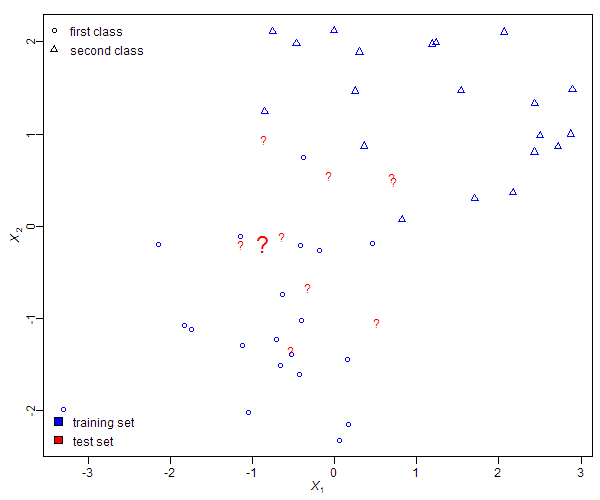 first class
second class
2
1
0
-1
-2
X2
? ? ? ? ? ? ? ? ? ? ?
training set
test set
-3 -2 -1 0 1 2 3
X1